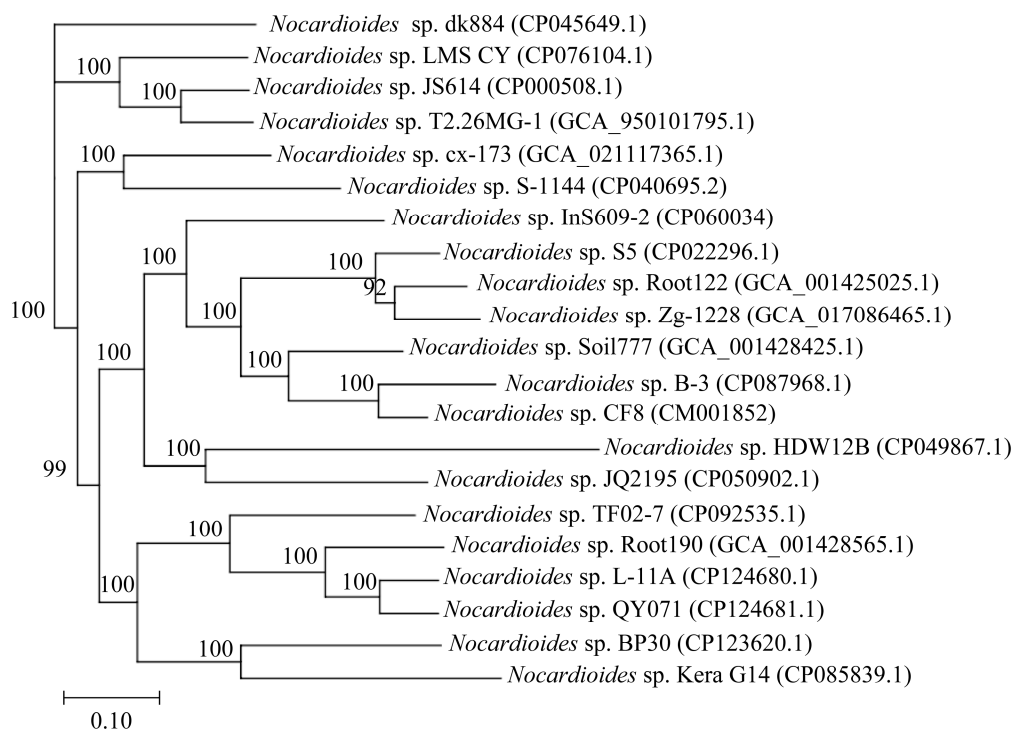 Nocardioides sp. dk884 (CP045649.1)
100
Nocardioides sp. LMS CY (CP076104.1)
100
Nocardioides sp. JS614 (CP000508.1)
Nocardioides sp. T2.26MG-1 (GCA_950101795.1)
100
Nocardioides sp. cx-173 (GCA_021117365.1)
Nocardioides sp. S-1144 (CP040695.2)
Nocardioides sp. InS609-2 (CP060034)
100
100
Nocardioides sp. S5 (CP022296.1)
92
Nocardioides sp. Root122 (GCA_001425025.1)
100
100
Nocardioides sp. Zg-1228 (GCA_017086465.1)
100
100
Nocardioides sp. Soil777 (GCA_001428425.1)
100
Nocardioides sp. B-3 (CP087968.1)
Nocardioides sp. CF8 (CM001852)
100
Nocardioides sp. HDW12B (CP049867.1)
99
Nocardioides sp. JQ2195 (CP050902.1)
100
Nocardioides sp. TF02-7 (CP092535.1)
100
Nocardioides sp. Root190 (GCA_001428565.1)
100
100
Nocardioides sp. L-11A (CP124680.1)
Nocardioides sp. QY071 (CP124681.1)
100
Nocardioides sp. BP30 (CP123620.1)
Nocardioides sp. Kera G14 (CP085839.1)
0.10